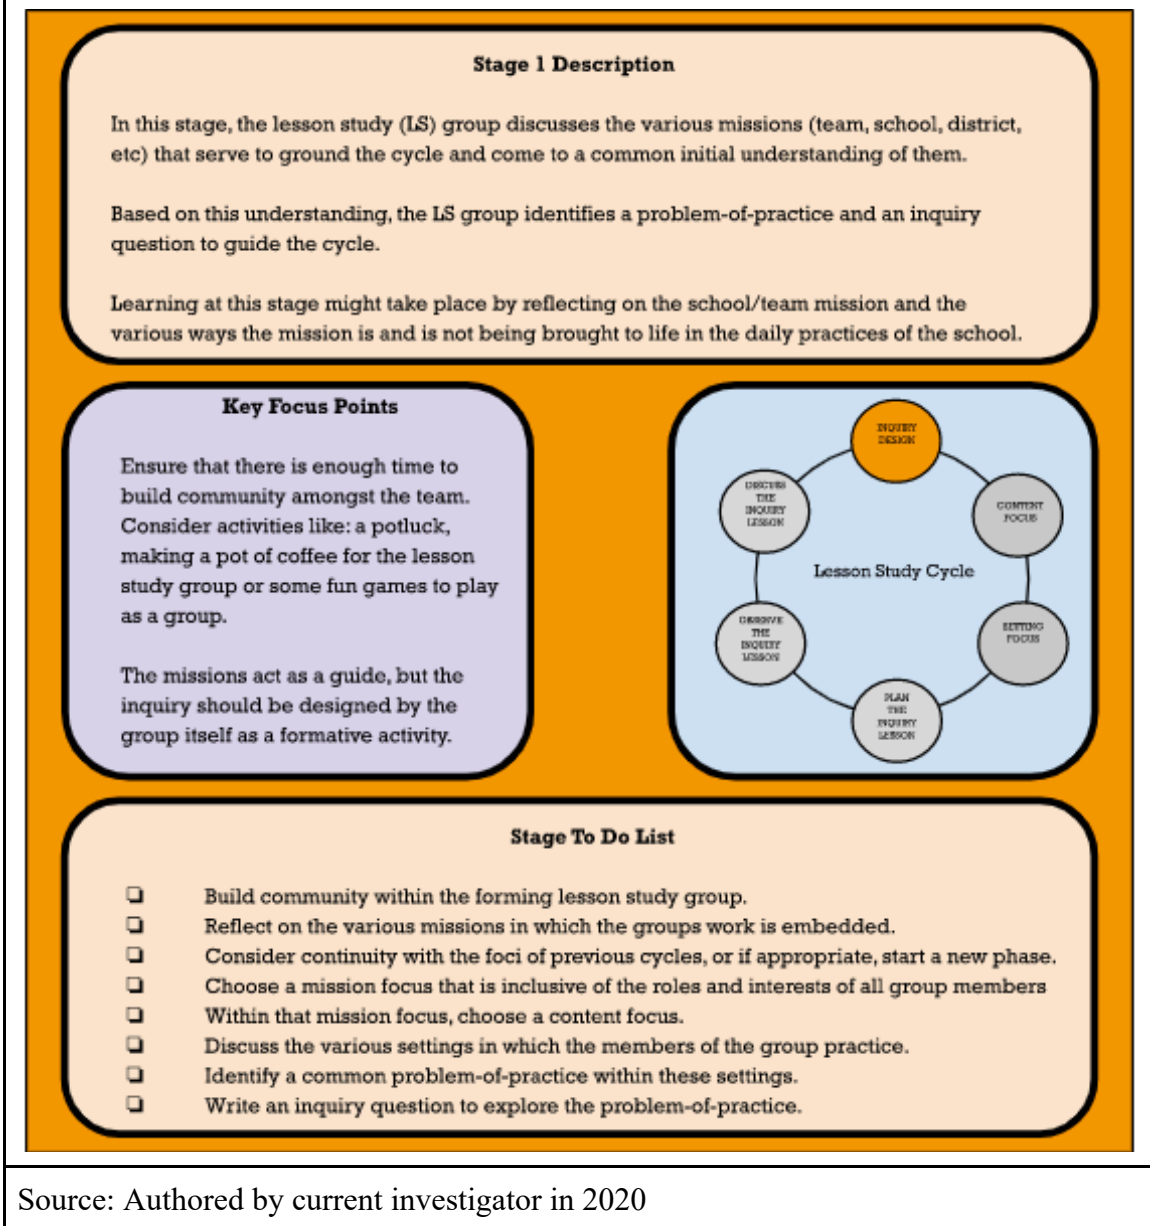 Stage 1 Description
In this stage, the lesson study (LS) group discusses the various missions (team, school, district,
etc) that serve to ground the cycle and come to a common initial understanding of them.
Based on this understanding, the LS group identifies a problem-of-practice and an inquiry
question to guide the cycle.
Learning at this stage might take place by reflecting on the school/team mission and the
various ways the mission is and is not being brought to life in the daily practices of the school.
Key Focus Points
Ensure that there is enough time to
build community amongst the team.
Consider activities like: a potluck,
making a pot of coffee for the lesson
study group or some fun games to play
as a group.
The missions act as a guide, but the
inquiry should be designed by the
group itself as a formative activity.
INQUIRY
DESIGN
CONTENT
FOCUS
SETTING
FOCUS
PLAN
THE
INQUIRY
LESSON
OBSERVE
THE
INQUIRY
LESSON
DISCUSS
THE
INQUIRY
LESSON
Lesson Study Cycle
Stage To Do List
Build community within the forming lesson study group.
Reflect on the various missions in which the groups work is embedded.
Consider continuity with the foci of previous cycles, or if appropriate, start a new phase.
Choose a mission focus that is inclusive of the roles and interests of all group members
Within that mission focus, choose a content focus.
Discuss the various settings in which the members of the group practice.
Identify a common problem-of-practice within these settings.
Write an inquiry question to explore the problem-of-practice.
Source: Authored by current investigator in 2020